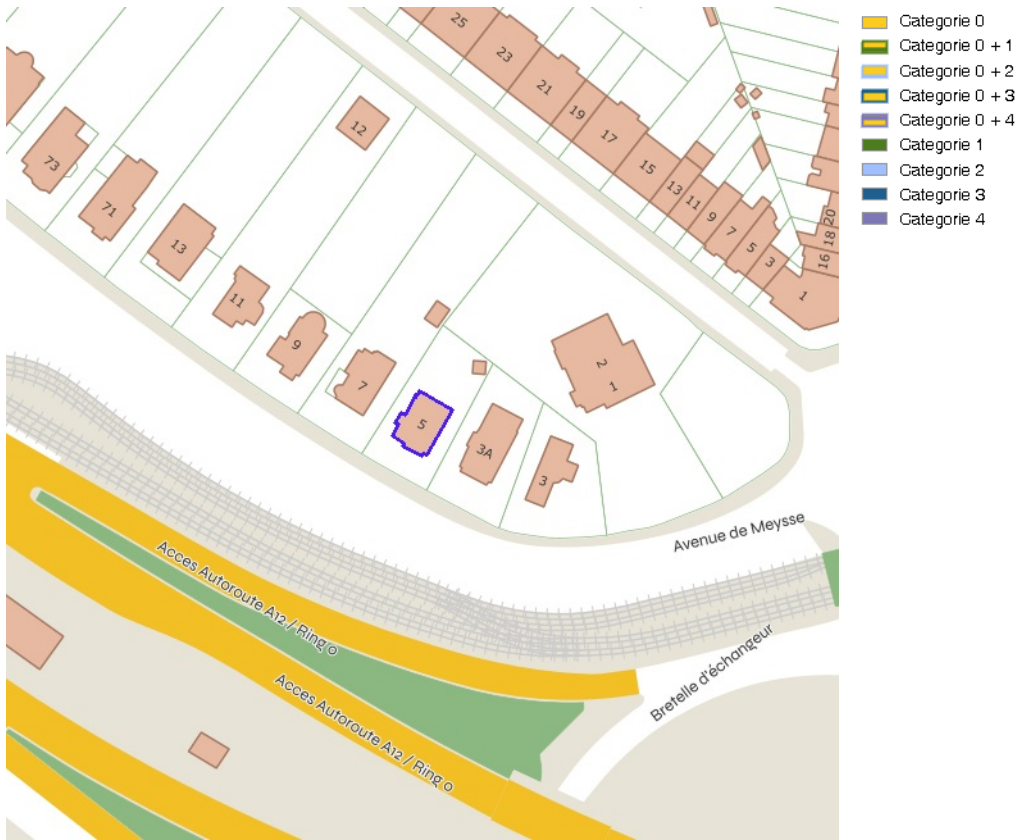 25
23
21
19
17
15
13
11
9
7
5
3
1
20
18
16
12
73
71
13
11
9
7
5
3A
3
2
1
Avenue de Meysse
Bretelle d'échangeur
Acces Autoroute A12 / Ring 0
Acces Autoroute A12 / Ring 0
Categorie 0
Categorie 0 + 1
Categorie 0 + 2
Categorie 0 + 3
Categorie 0 + 4
Categorie 1
Categorie 2
Categorie 3
Categorie 4